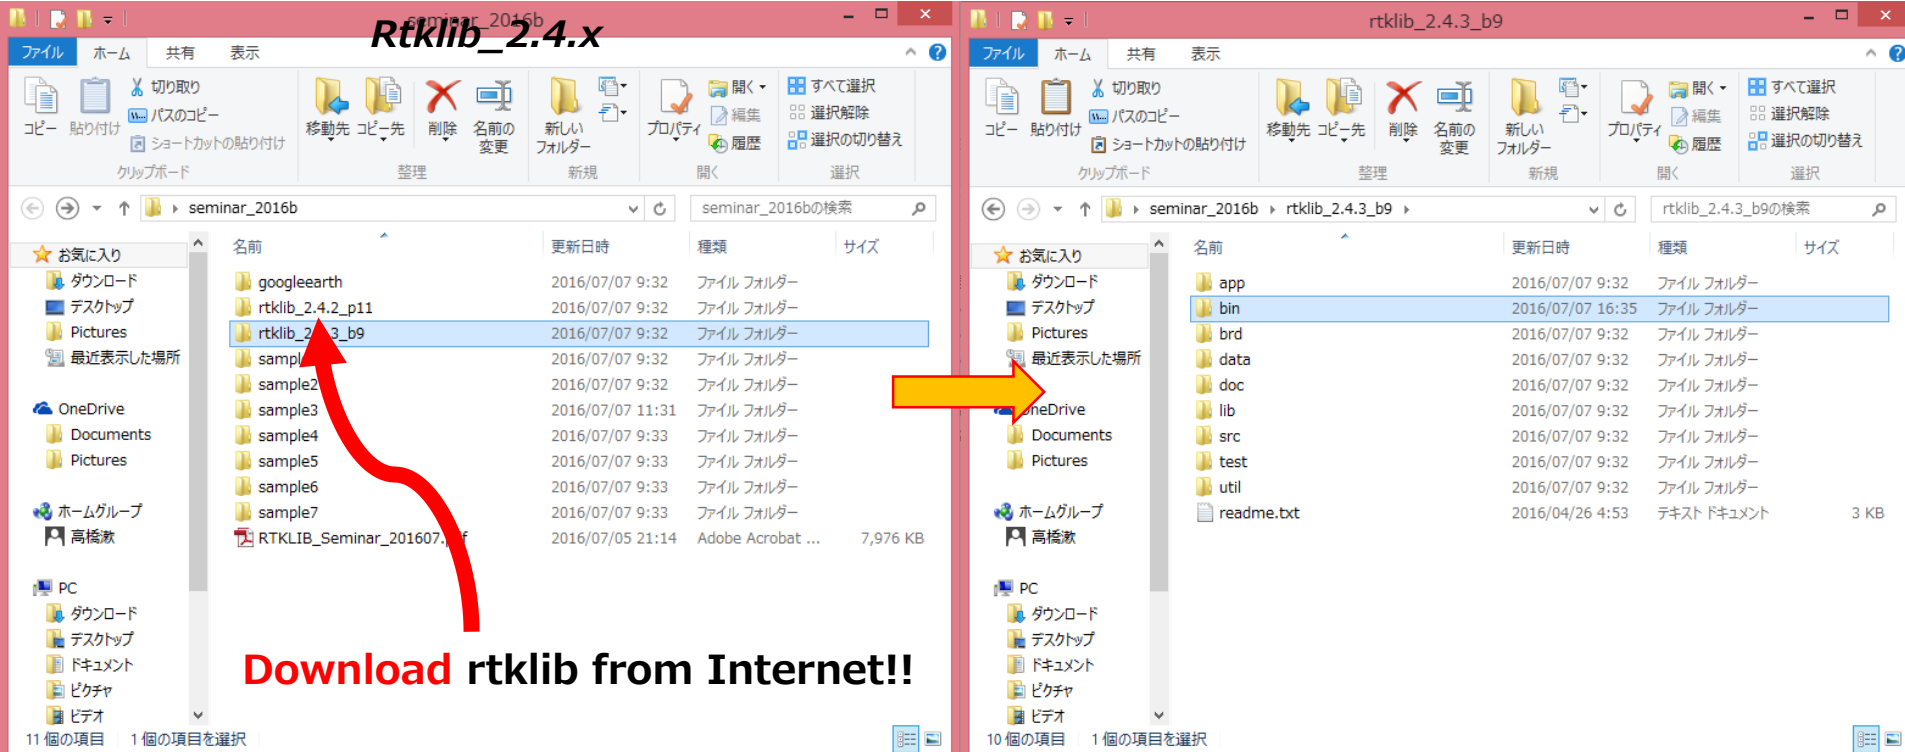 seminar_2016b
Rtklib_2.4.x
ファイル ホーム 共有 表示
コピー
貼り付け
切り取り
パスのコピー
ショートカットの貼り付け
クリップボード
移動先
コピー先
削除
名前の
変更
整理
新しい
フォルダー
新規
プロパティ
開く
編集
履歴
開く
すべて選択
選択解除
選択の切り替え
選択
seminar_2016b
seminar_2016bの検索
お気に入り
ダウンロード
デスクトップ
Pictures
最近表示した場所
OneDrive
Documents
Pictures
ホームグループ
高橋漱
PC
ダウンロード
デスクトップ
ドキュメント
ピクチャ
ビデオ
名前 更新日時 種類 サイズ
googleearth 2016/07/07 9:32 ファイル フォルダー
rtklib_2.4.2_p11 2016/07/07 9:32 ファイル フォルダー
rtklib_2.4.3_b9 2016/07/07 9:32 ファイル フォルダー
sampl 2016/07/07 9:32 ファイル フォルダー
sample2 2016/07/07 9:32 ファイル フォルダー
sample3 2016/07/07 11:31 ファイル フォルダー
sample4 2016/07/07 9:33 ファイル フォルダー
sample5 2016/07/07 9:33 ファイル フォルダー
sample6 2016/07/07 9:33 ファイル フォルダー
sample7 2016/07/07 9:33 ファイル フォルダー
RTKLIB_Seminar_201607.pdf 2016/07/05 21:14 Adobe Acrobat ... 7,976 KB
Download rtklib from Internet!!
11 個の項目 1 個の項目を選択
rtklib_2.4.3_b9
ファイル ホーム 共有 表示
コピー
貼り付け
切り取り
パスのコピー
ショートカットの貼り付け
クリップボード
移動先
コピー先
削除
名前の
変更
整理
新しい
フォルダー
新規
プロパティ
開く
編集
履歴
開く
すべて選択
選択解除
選択の切り替え
選択
seminar_2016b rtklib_2.4.3_b9
rtklib_2.4.3_b9の検索
お気に入り
ダウンロード
デスクトップ
Pictures
最近表示した場所
OneDrive
Documents
Pictures
ホームグループ
高橋漱
PC
ダウンロード
デスクトップ
ドキュメント
ピクチャ
ビデオ
名前 更新日時 種類 サイズ
app 2016/07/07 9:32 ファイル フォルダー
bin 2016/07/07 16:35 ファイル フォルダー
brd 2016/07/07 9:32 ファイル フォルダー
data 2016/07/07 9:32 ファイル フォルダー
doc 2016/07/07 9:32 ファイル フォルダー
lib 2016/07/07 9:32 ファイル フォルダー
src 2016/07/07 9:32 ファイル フォルダー
test 2016/07/07 9:32 ファイル フォルダー
util 2016/07/07 9:32 ファイル フォルダー
readme.txt 2016/04/26 4:53 テキスト ドキュメント 3 KB
10 個の項目 1 個の項目を選択